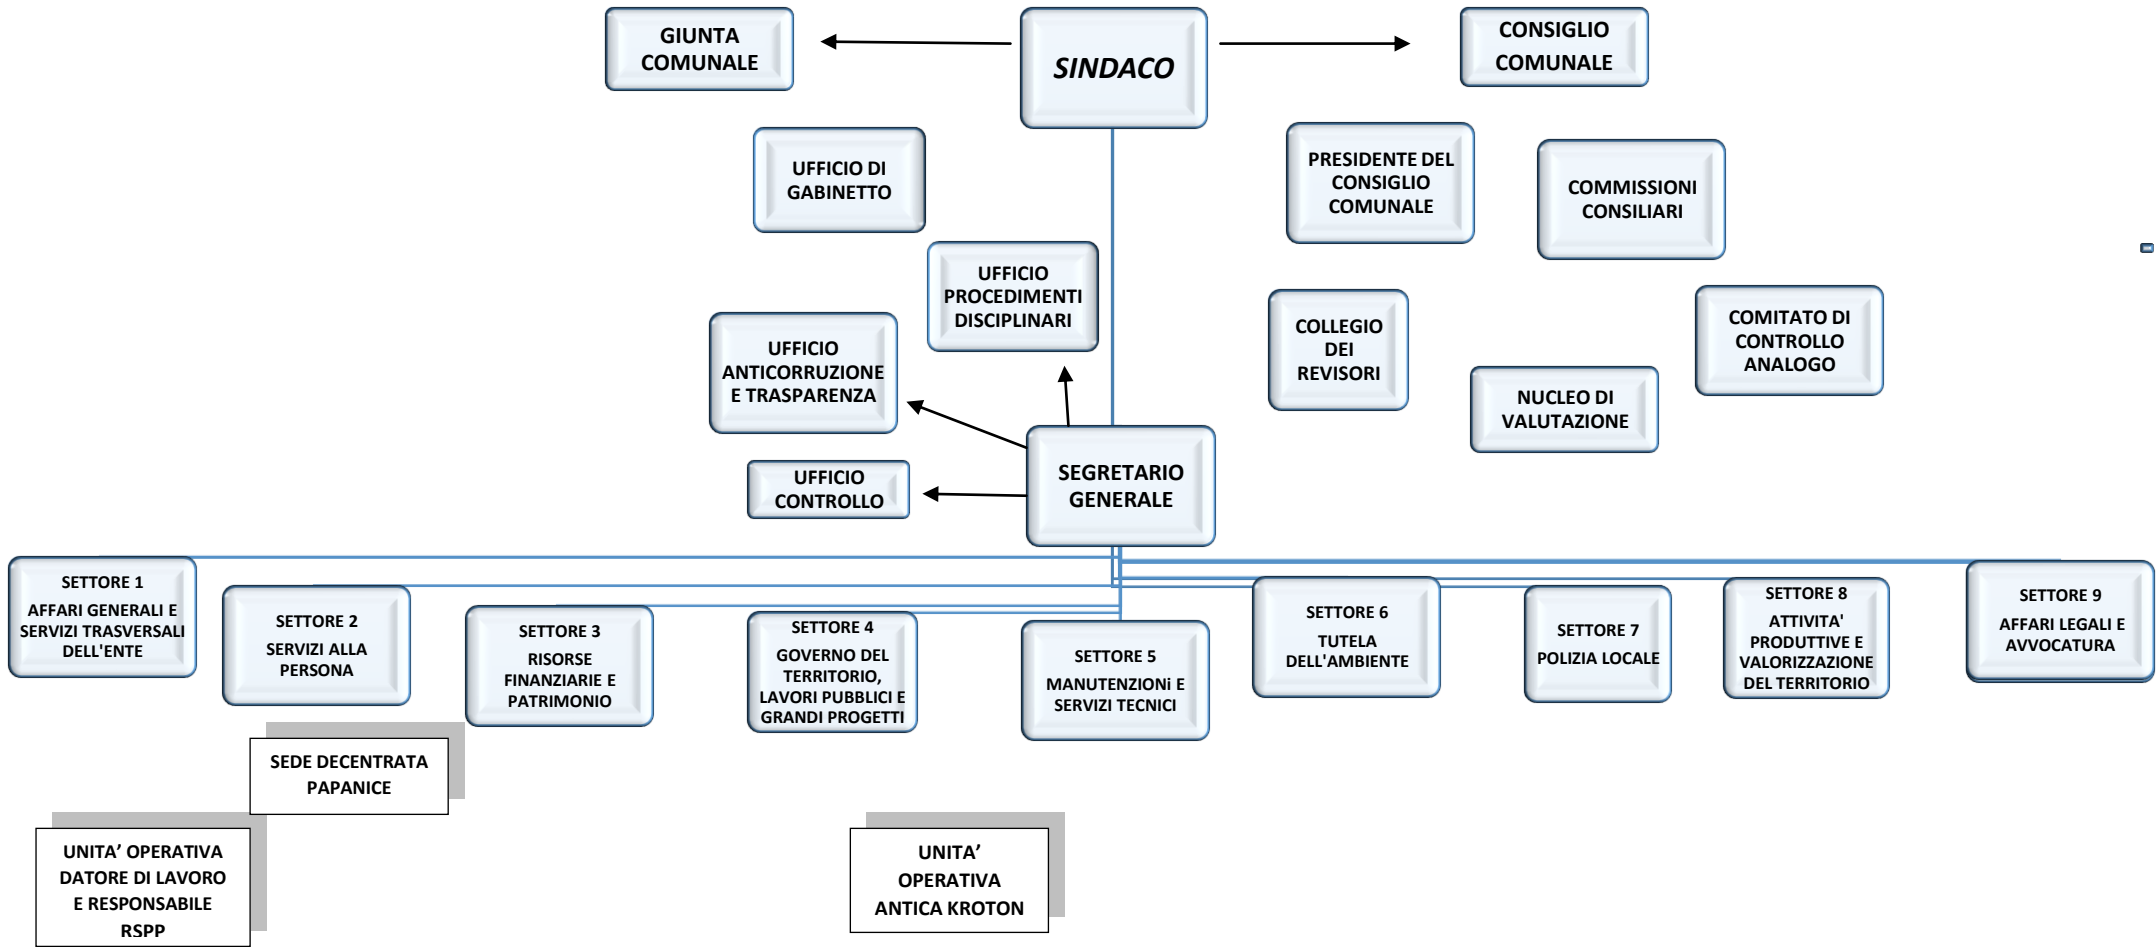 GIUNTA
COMUNALE
SINDACO
CONSIGLIO
COMUNALE
UFFICIO DI
GABINETTO
PRESIDENTE DEL
CONSIGLIO
COMUNALE
COMMISSIONI
CONSILIARI
UFFICIO
PROCEDIMENTI
DISCIPLINARI
UFFICIO
ANTICORRUZIONE
E TRASPARENZA
COLLEGIO
DEI
REVISORI
COMITATO DI
CONTROLLO
ANALOGO
NUCLEO DI
VALUTAZIONE
UFFICIO
CONTROLLO
SEGRETARIO
GENERALE
SETTORE 1
AFFARI GENERALI E
SERVIZI TRASVERSALI
DELL'ENTE
SETTORE 2
SERVIZI ALLA
PERSONA
SETTORE 3
RISORSE
FINANZIARIE E
PATRIMONIO
SETTORE 4
GOVERNO DEL
TERRITORIO,
LAVORI PUBBLICI E
GRANDI PROGETTI
SETTORE 5
MANUTENZIONi E
SERVIZI TECNICI
SETTORE 6
TUTELA
DELL'AMBIENTE
SETTORE 7
POLIZIA LOCALE
SETTORE 8
ATTIVITA'
PRODUTTIVE E
VALORIZZAZIONE
DEL TERRITORIO
SETTORE 9
AFFARI LEGALI E
AVVOCATURA
SEDE DECENTRATA
PAPANICE
UNITA’ OPERATIVA
DATORE DI LAVORO
E RESPONSABILE
RSPP
UNITA’
OPERATIVA
ANTICA KROTON